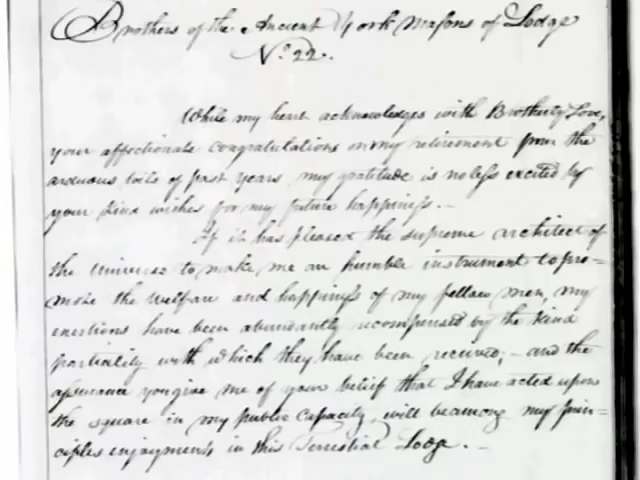 Brothers of the Ancient York Masons of Lodge
No. 22.
While my heart acknowledges with Brotherly Love,
your affectionate congratulations on my retirement from the
arduous toils of past years, my gratitude is no less excited by
your kind wishes for my future happiness. —
If it has pleased the supreme architect of
the Universe to make me an humble instrument to pro=
mote the welfare and happiness of my fellow men, my
exertions have been abundantly recompensed by the kind
partiality with which they have been received; – and the
assurance you give me of your belief that I have acted upon
the square in my public Capacity, will be among my prin=
ciples enjoyments in this Terrestial Lodge. —